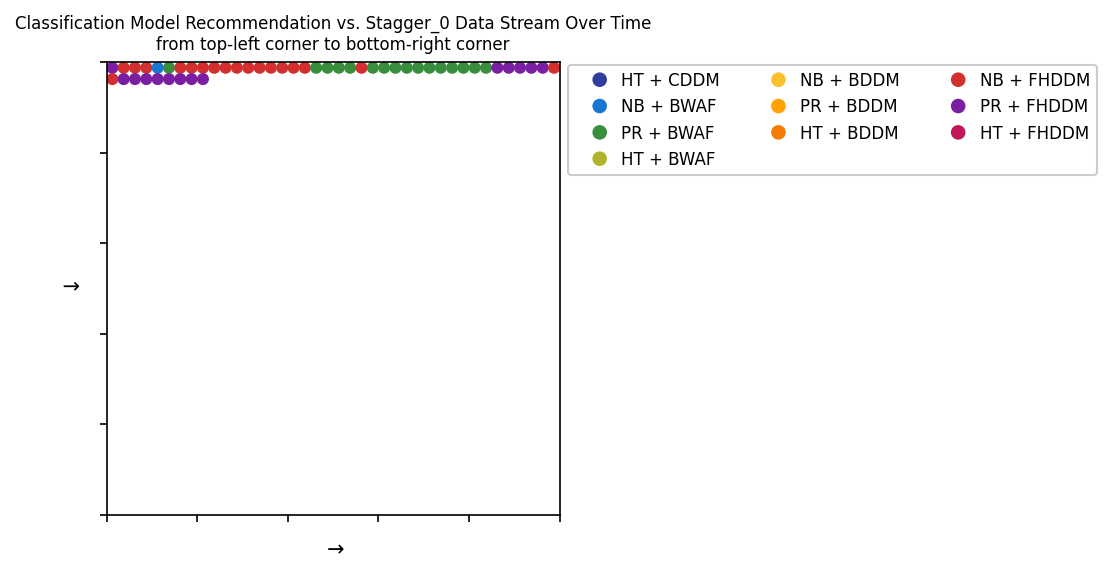 Classification Model Recommendation vs. Stagger_0 Data Stream Over Time
from top-left corner to bottom-right corner
HT + CDDM
NB + BWAF
PR + BWAF
HT + BWAF
NB + BDDM
PR + BDDM
HT + BDDM
NB + FHDDM
PR + FHDDM
HT + FHDDM
→
→